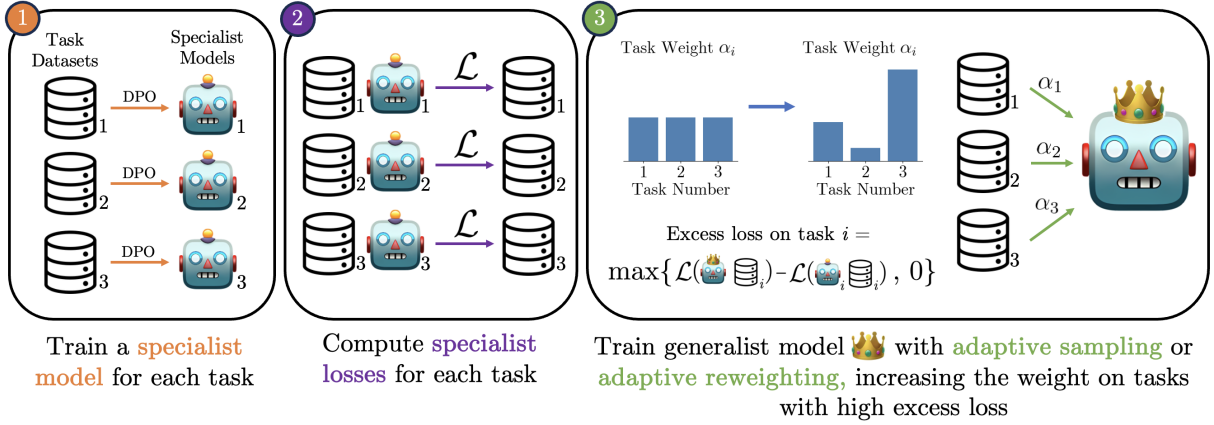 1
Task
Datasets
Specialist
Models
DPO
1
1
DPO
2
2
DPO
3
3
Train a specialist
model for each task
2
1
1
ℒ
1
2
2
ℒ
2
3
3
ℒ
3
Compute specialist
losses for each task
3
Task Weight αᵢ
1 2 3
Task Number
Task Weight αᵢ
1 2 3
Task Number
Excess loss on task i =
max{ℒ( ᵢ)−ℒ( ᵢ ᵢ) , 0}
1
α₁
2
α₂
3
α₃
Train generalist model with adaptive sampling or
adaptive reweighting, increasing the weight on tasks
with high excess loss